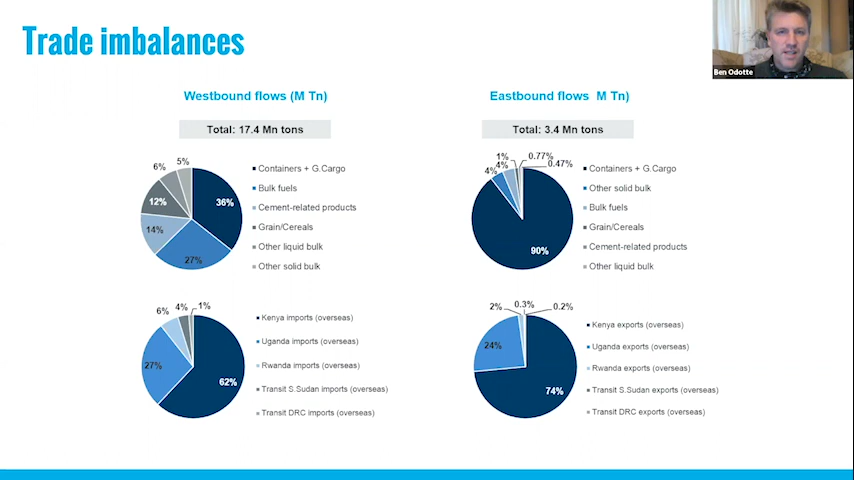 Trade imbalances
Ben Odotte
Westbound flows (M Tn)
Total: 17.4 Mn tons
5%
6%
12%
14%
27%
36%
Containers + G.Cargo
Bulk fuels
Cement-related products
Grain/Cereals
Other liquid bulk
Other solid bulk
Eastbound flows M Tn)
Total: 3.4 Mn tons
1%
0.77%
0.47%
4%
4%
90%
Containers + G.Cargo
Other solid bulk
Bulk fuels
Grain/Cereals
Cement-related products
Other liquid bulk
6%
4%
1%
27%
62%
Kenya imports (overseas)
Uganda imports (overseas)
Rwanda imports (overseas)
Transit S.Sudan imports (overseas)
Transit DRC imports (overseas)
2%
0.3%
0.2%
24%
74%
Kenya exports (overseas)
Uganda exports (overseas)
Rwanda exports (overseas)
Transit S.Sudan exports (overseas)
Transit DRC exports (overseas)